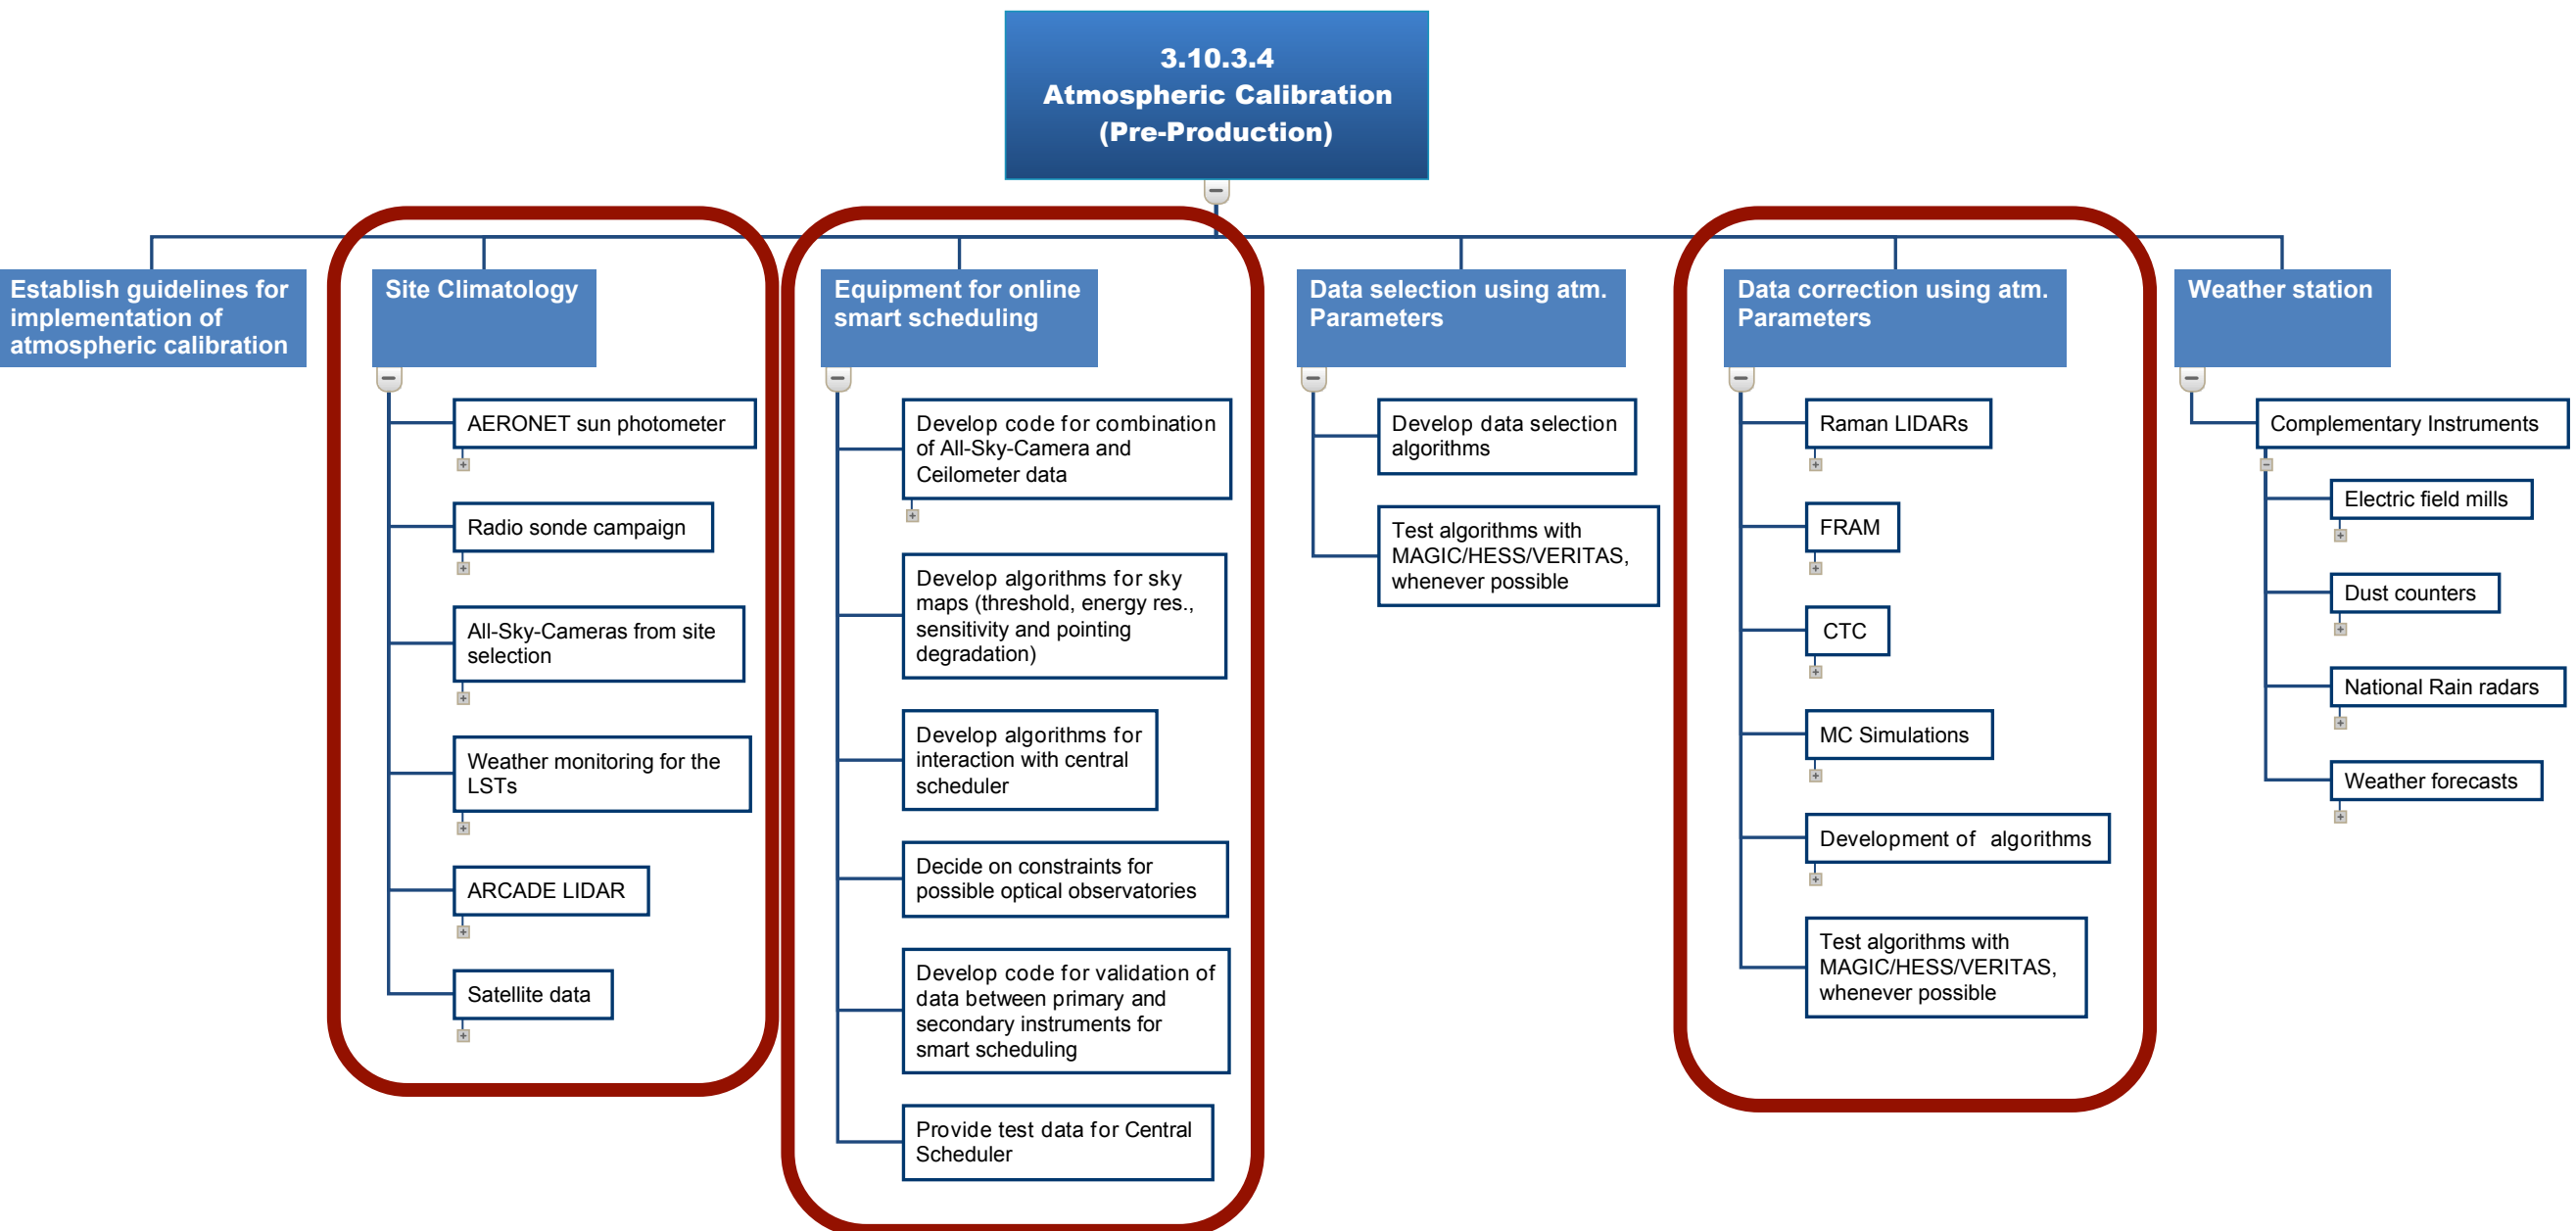 3.10.3.4
Atmospheric Calibration
(Pre-Production)
Establish guidelines for
implementation of
atmospheric calibration
Site Climatology
AERONET sun photometer
Radio sonde campaign
All-Sky-Cameras from site
selection
Weather monitoring for the
LSTs
ARCADE LIDAR
Satellite data
Equipment for online
smart scheduling
Develop code for combination
of All-Sky-Camera and
Ceilometer data
Develop algorithms for sky
maps (threshold, energy res.,
sensitivity and pointing
degradation)
Develop algorithms for
interaction with central
scheduler
Decide on constraints for
possible optical observatories
Develop code for validation of
data between primary and
secondary instruments for
smart scheduling
Provide test data for Central
Scheduler
Data selection using atm.
Parameters
Develop data selection
algorithms
Test algorithms with
MAGIC/HESS/VERITAS,
whenever possible
Data correction using atm.
Parameters
Raman LIDARs
FRAM
CTC
MC Simulations
Development of algorithms
Test algorithms with
MAGIC/HESS/VERITAS,
whenever possible
Weather station
Complementary Instruments
Electric field mills
Dust counters
National Rain radars
Weather forecasts